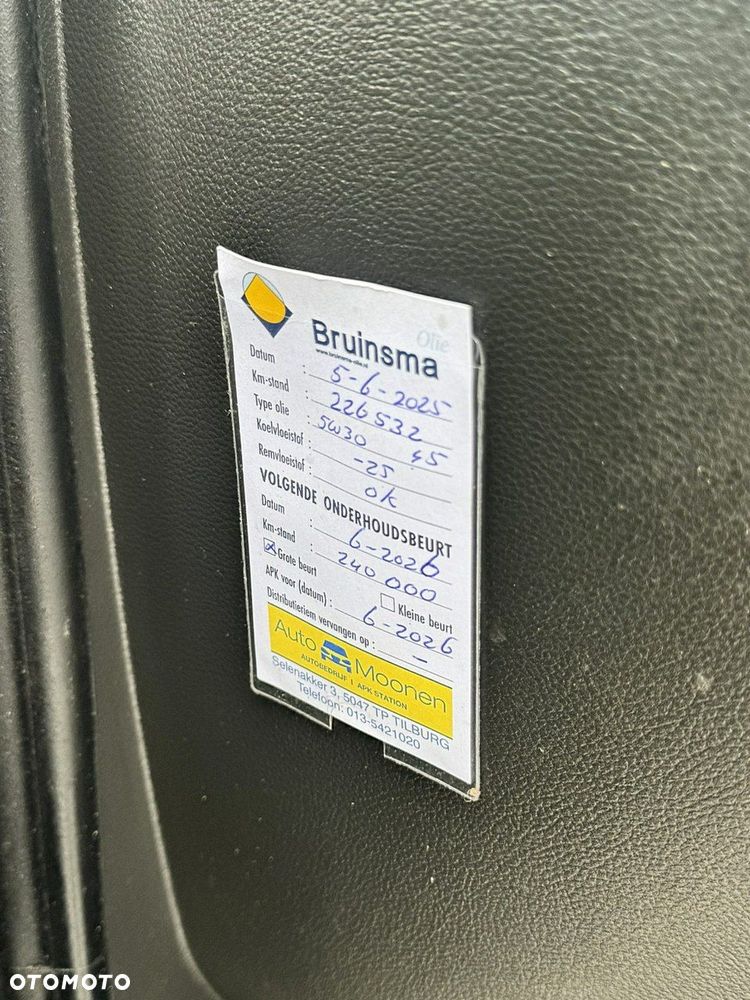 Olie
Bruinsma
www.bruinsma-olie.nl
Datum : 5-6-2025
Km-stand : 226532
Type olie : 5W30 4,5
Koelvloeistof : -25
Remvloeistof : ok
VOLGENDE ONDERHOUDSBEURT
Datum : 6-2026
Km-stand : 240 000
☒ Grote beurt ☐ Kleine beurt
APK voor (datum) : 6-2026
Distributieriem vervangen op : -
Auto Moonen
AUTOBEDRIJF | APK STATION
Selenakker 3, 5047 TP TILBURG
Telefoon: 013-5421020
OTOMOTO